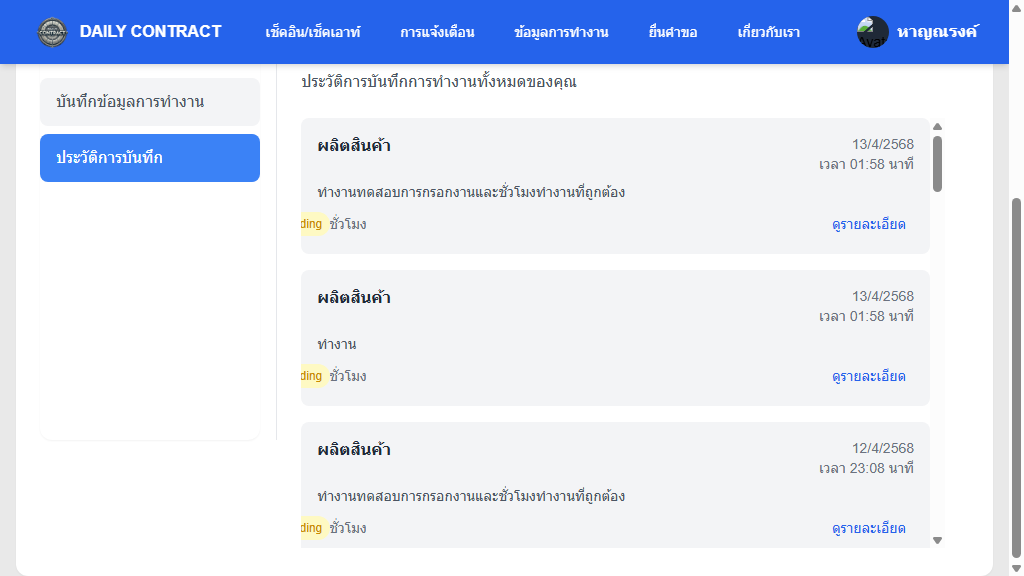 DAILY CONTRACT
เช็คอิน/เช็คเอาท์
การแจ้งเตือน
ข้อมูลการทำงาน
ยื่นคำขอ
เกี่ยวกับเรา
หาญณรงค์
บันทึกข้อมูลการทำงาน
ประวัติการบันทึก
ประวัติการบันทึกการทำงานทั้งหมดของคุณ
ผลิตสินค้า
13/4/2568
เวลา 01:58 นาที
ทำงานทดสอบการกรอกงานและชั่วโมงทำงานที่ถูกต้อง
ding ชั่วโมง
ดูรายละเอียด
ผลิตสินค้า
13/4/2568
เวลา 01:58 นาที
ทำงาน
ding ชั่วโมง
ดูรายละเอียด
ผลิตสินค้า
12/4/2568
เวลา 23:08 นาที
ทำงานทดสอบการกรอกงานและชั่วโมงทำงานที่ถูกต้อง
ding ชั่วโมง
ดูรายละเอียด